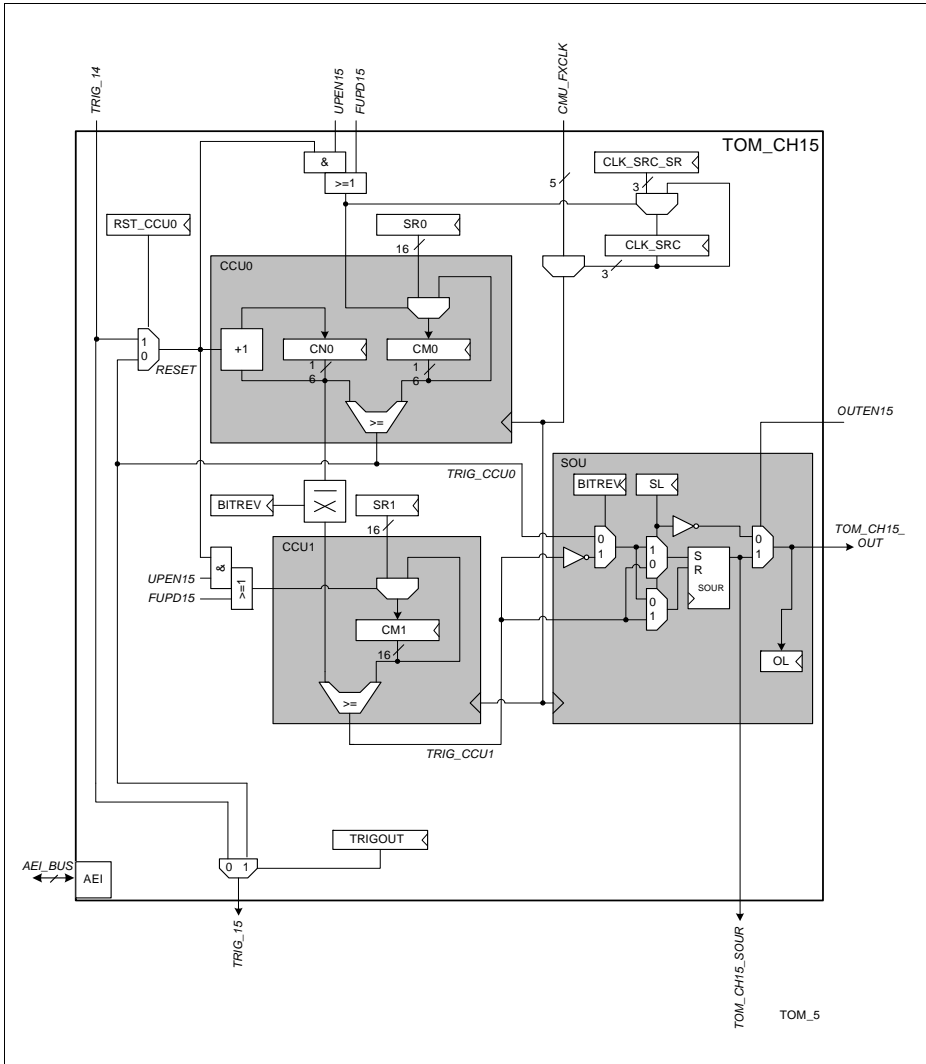 TRIG_14
UPEN15
FUPD15
CMU_FXCLK
TOM_CH15
&
>=1
5
CLK_SRC_SR
3
RST_CCU0
SR0
16
CLK_SRC
3
CCU0
1
0
RESET
+1
CN0
CM0
1
6
1
6
>=
OUTEN15
TRIG_CCU0
SOU
BITREV
SL
BITREV
SR1
16
0
1
1
0
S
R
SOUR
0
1
TOM_CH15_
OUT
CCU1
&
>=1
UPEN15
FUPD15
0
1
CM1
16
OL
>=
TRIG_CCU1
TRIGOUT
AEI_BUS
AEI
0 1
TRIG_15
TOM_CH15_SOUR
TOM_5